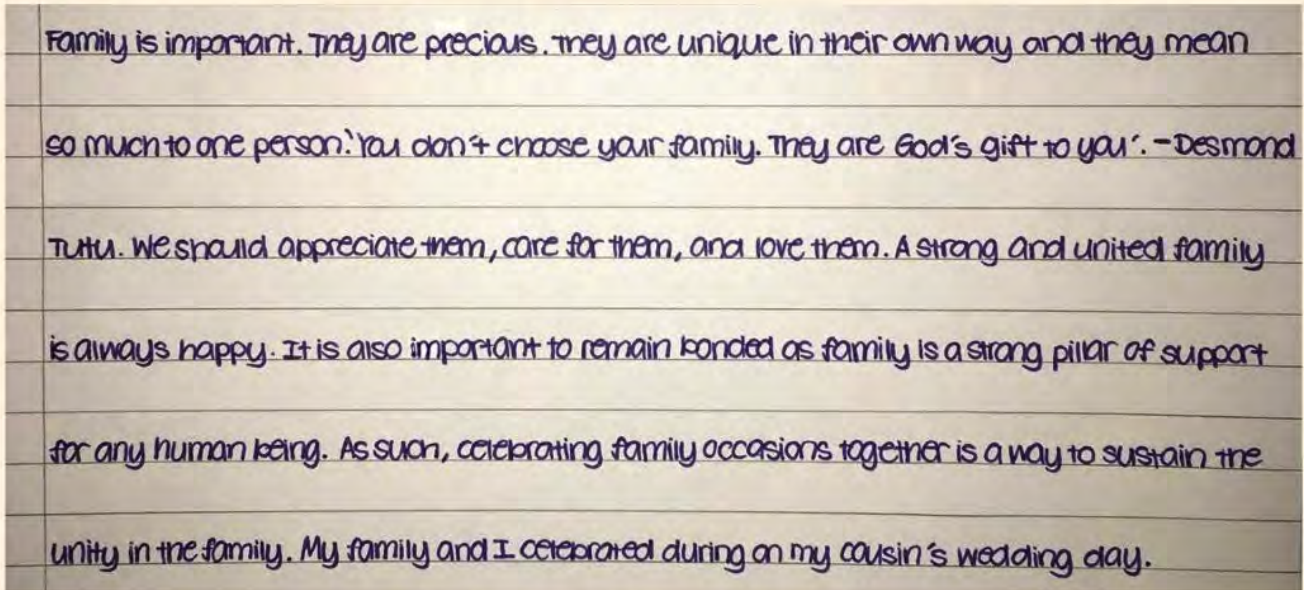 Family is important. They are precious. They are unique in their own way and they mean
so much to one person. 'You don't choose your family. They are God's gift to you'. - Desmond
Tutu. We should appreciate them, care for them, and love them. A strong and united family
is always happy. It is also important to remain bonded as family is a strong pillar of support
for any human being. As such, celebrating family occasions together is a way to sustain the
unity in the family. My family and I celebrated during on my cousin's wedding day.